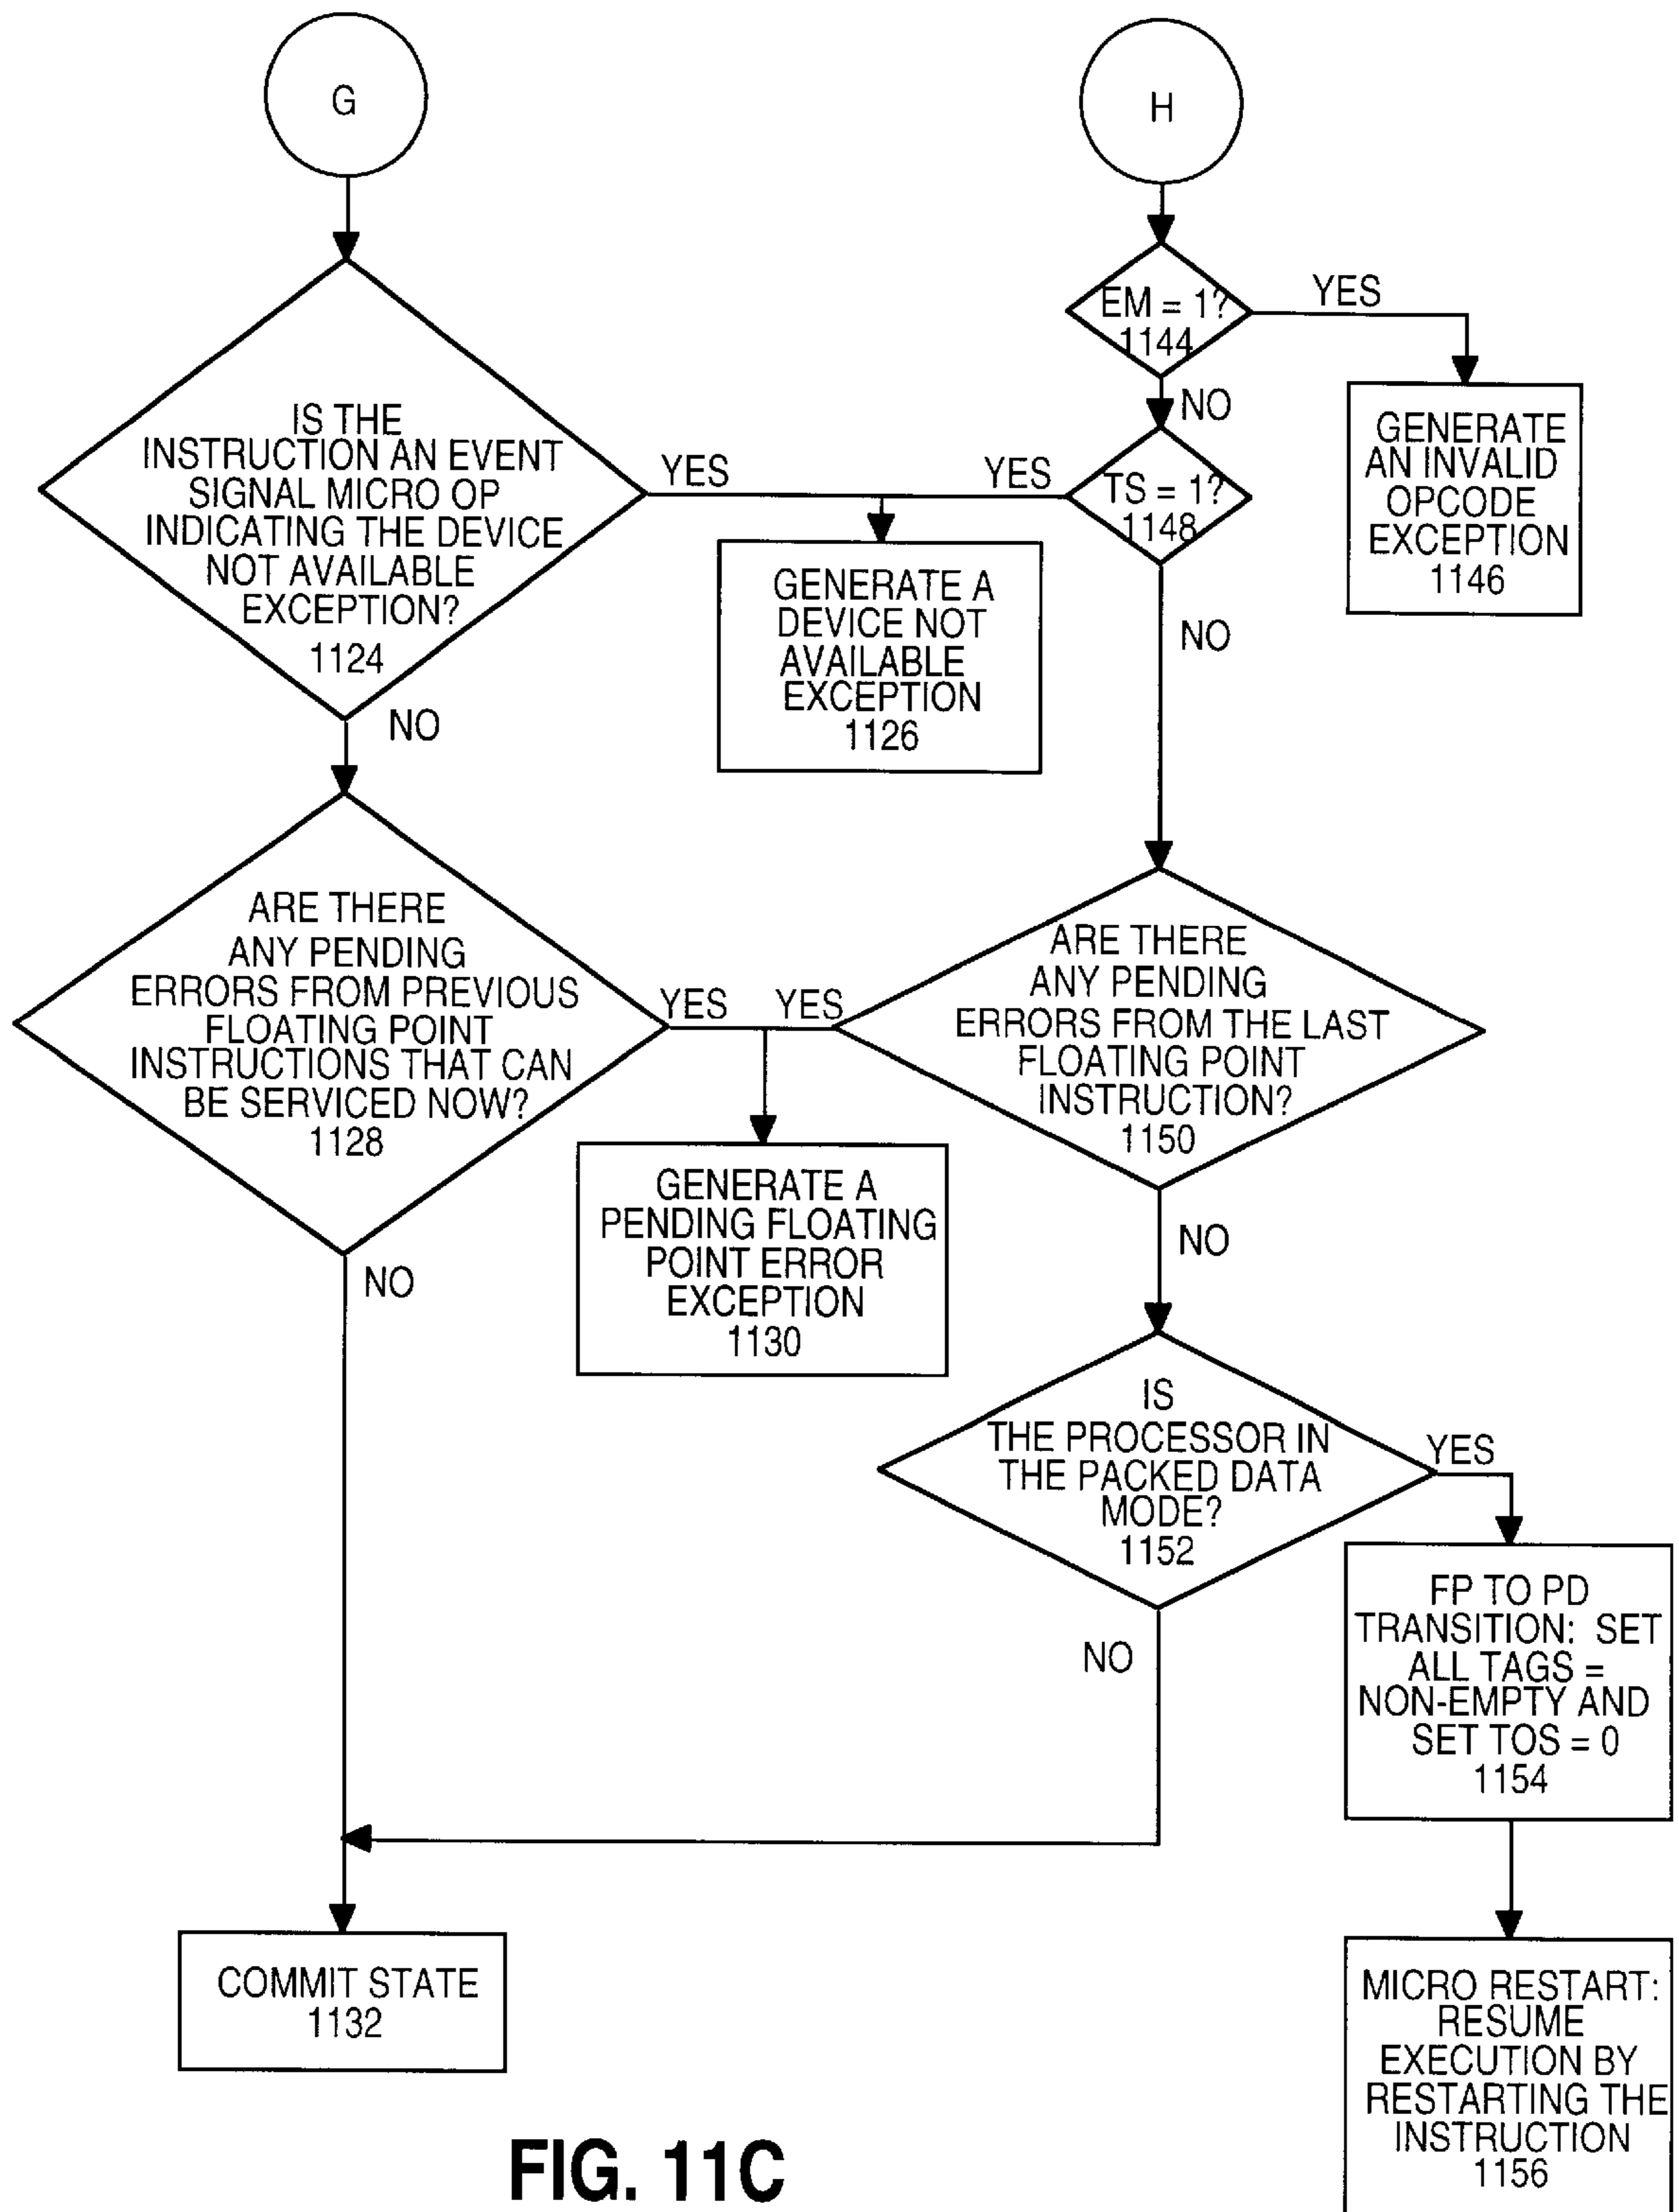 G
H
EM = 1?
1144
YES
NO
GENERATE
AN INVALID
OPCODE
EXCEPTION
1146
IS THE
INSTRUCTION AN EVENT
SIGNAL MICRO OP
INDICATING THE DEVICE
NOT AVAILABLE
EXCEPTION?
1124
YES
YES
TS = 1?
1148
NO
GENERATE A
DEVICE NOT
AVAILABLE
EXCEPTION
1126
NO
ARE THERE
ANY PENDING
ERRORS FROM PREVIOUS
FLOATING POINT
INSTRUCTIONS THAT CAN
BE SERVICED NOW?
1128
YES
YES
ARE THERE
ANY PENDING
ERRORS FROM THE LAST
FLOATING POINT
INSTRUCTION?
1150
NO
GENERATE A
PENDING FLOATING
POINT ERROR
EXCEPTION
1130
NO
IS
THE PROCESSOR IN
THE PACKED DATA
MODE?
1152
YES
NO
FP TO PD
TRANSITION: SET
ALL TAGS =
NON-EMPTY AND
SET TOS = 0
1154
COMMIT STATE
1132
MICRO RESTART:
RESUME
EXECUTION BY
RESTARTING THE
INSTRUCTION
1156
FIG. 11C